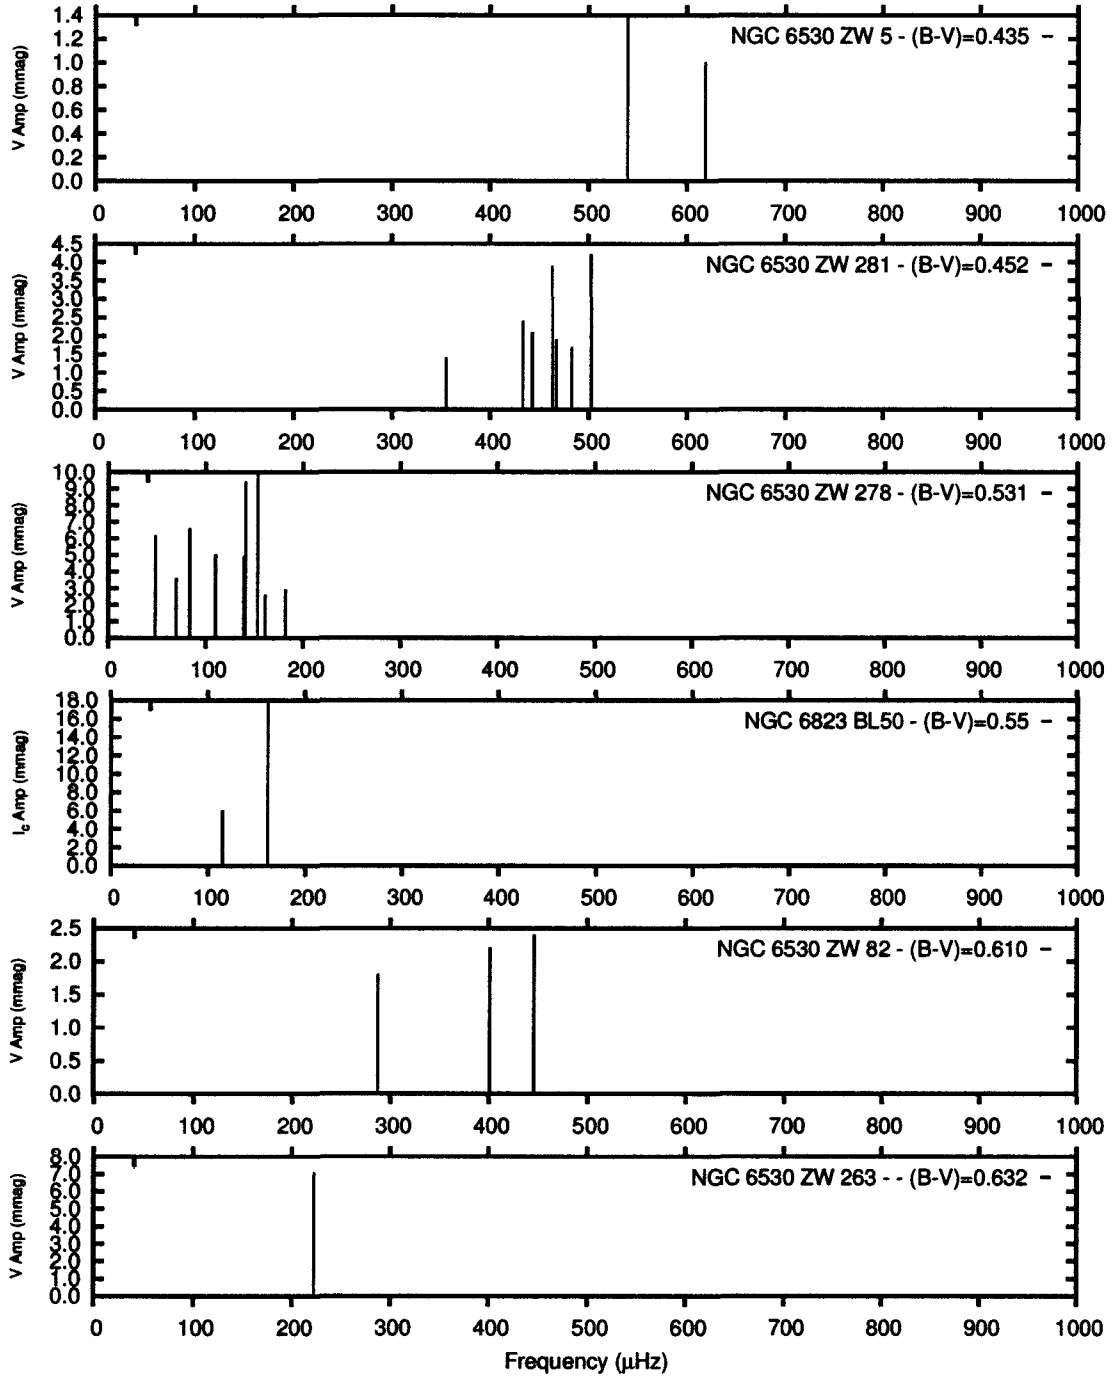 NGC 6530 ZW 5 - (B-V)=0.435 -
V Amp (mmag)
1.4
1.2
1.0
0.8
0.6
0.4
0.2
0.0
0 100 200 300 400 500 600 700 800 900 1000
NGC 6530 ZW 281 - (B-V)=0.452 -
V Amp (mmag)
4.5
4.0
3.5
3.0
2.5
2.0
1.5
1.0
0.5
0.0
0 100 200 300 400 500 600 700 800 900 1000
NGC 6530 ZW 278 - (B-V)=0.531 -
V Amp (mmag)
10.0
9.0
8.0
7.0
6.0
5.0
4.0
3.0
2.0
1.0
0.0
0 100 200 300 400 500 600 700 800 900 1000
NGC 6823 BL50 - (B-V)=0.55 -
Ic Amp (mmag)
18.0
16.0
14.0
12.0
10.0
8.0
6.0
4.0
2.0
0.0
0 100 200 300 400 500 600 700 800 900 1000
NGC 6530 ZW 82 - (B-V)=0.610 -
V Amp (mmag)
2.5
2.0
1.5
1.0
0.5
0.0
0 100 200 300 400 500 600 700 800 900 1000
NGC 6530 ZW 263 - - (B-V)=0.632 -
V Amp (mmag)
8.0
7.0
6.0
5.0
4.0
3.0
2.0
1.0
0.0
0 100 200 300 400 500 600 700 800 900 1000
Frequency (μHz)